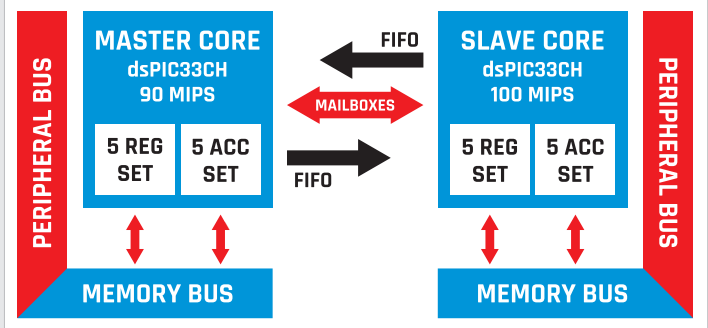 PERIPHERAL BUS
MASTER CORE
dsPIC33CH
90 MIPS
5 REG
SET
5 ACC
SET
MEMORY BUS
FIFO
MAILBOXES
FIFO
SLAVE CORE
dsPIC33CH
100 MIPS
5 REG
SET
5 ACC
SET
MEMORY BUS
PERIPHERAL BUS